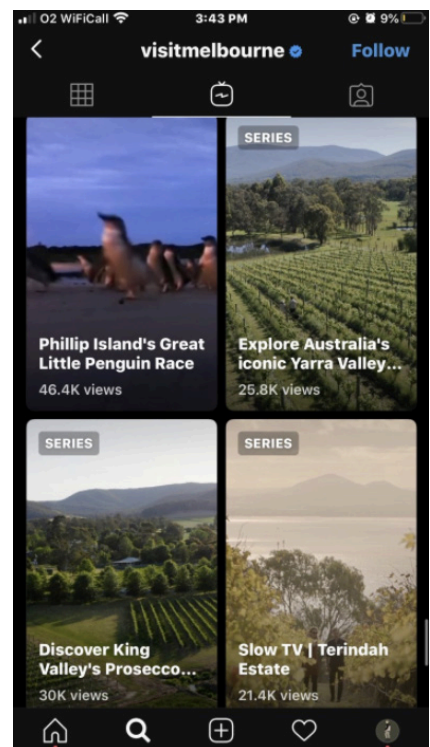 O2 WiFiCall 3:43 PM 9%
visitmelbourne Follow
SERIES
Phillip Island's Great
Little Penguin Race
46.4K views
Explore Australia's
iconic Yarra Valley...
25.8K views
SERIES
SERIES
Discover King
Valley's Prosecco...
30K views
Slow TV | Terindah
Estate
21.4K views